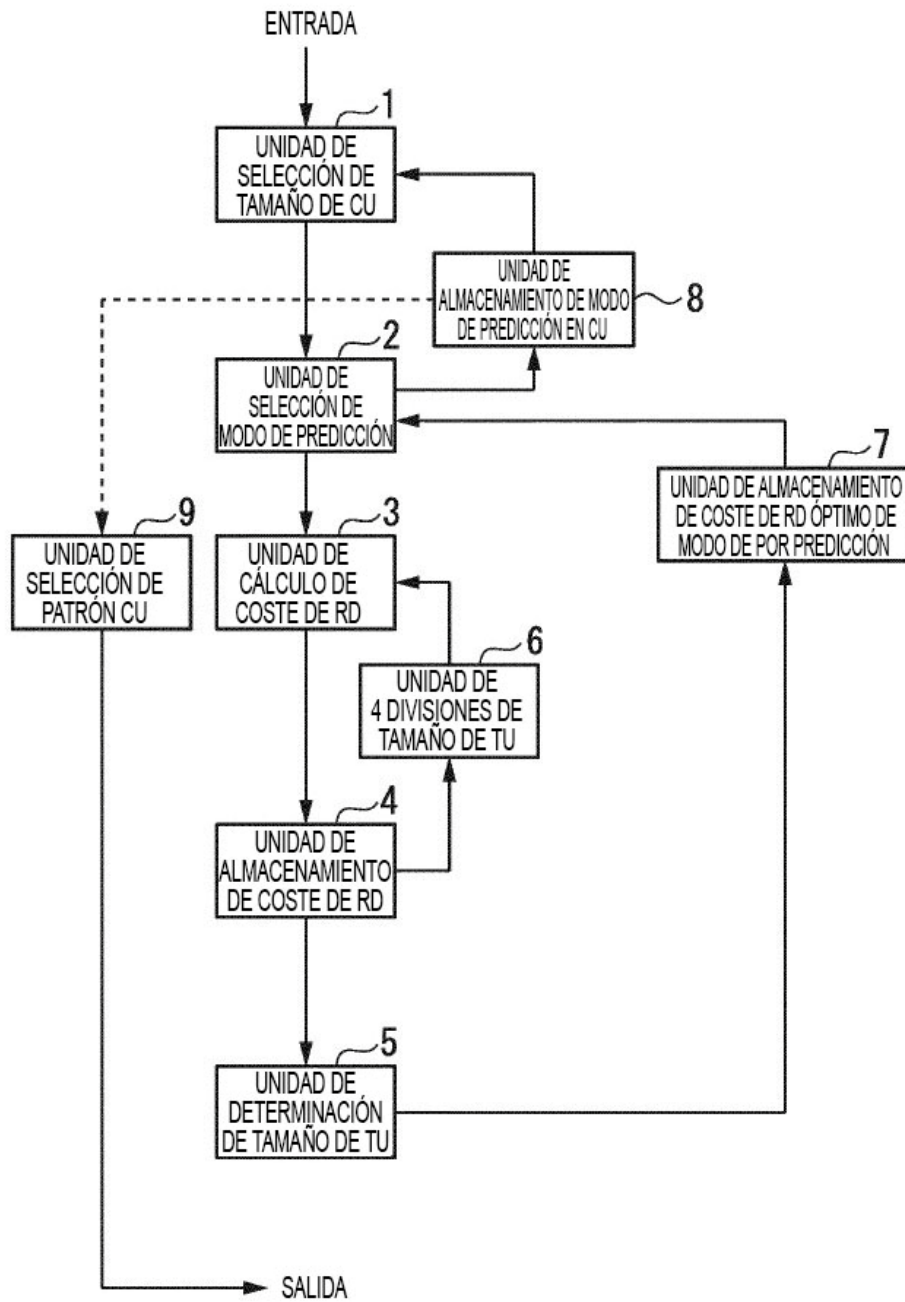 ENTRADA
1
UNIDAD DE
SELECCIÓN DE
TAMAÑO DE CU
UNIDAD DE
ALMACENAMIENTO DE MODO
DE PREDICCIÓN EN CU
8
2
UNIDAD DE
SELECCIÓN DE
MODO DE PREDICCIÓN
7
UNIDAD DE ALMACENAMIENTO
DE COSTE DE RD ÓPTIMO DE
MODO DE POR PREDICCIÓN
9
UNIDAD DE
SELECCIÓN DE
PATRÓN CU
3
UNIDAD DE
CÁLCULO DE
COSTE DE RD
6
UNIDAD DE
4 DIVISIONES DE
TAMAÑO DE TU
4
UNIDAD DE
ALMACENAMIENTO
DE COSTE DE RD
5
UNIDAD DE
DETERMINACIÓN
DE TAMAÑO DE TU
SALIDA